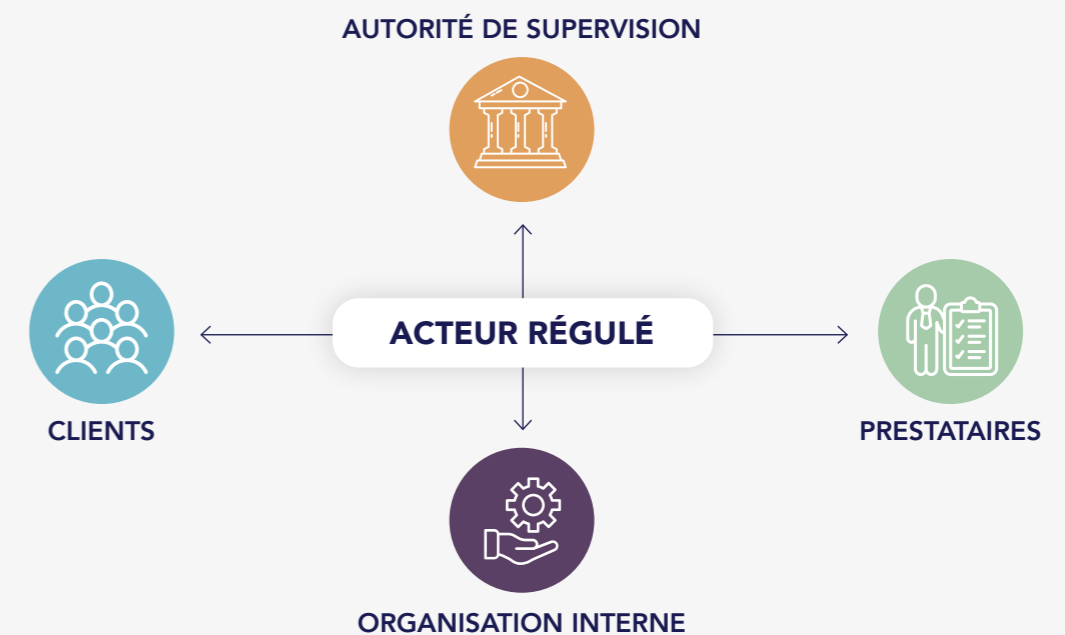 AUTORITÉ DE SUPERVISION
ACTEUR RÉGULÉ
CLIENTS
PRESTATAIRES
ORGANISATION INTERNE